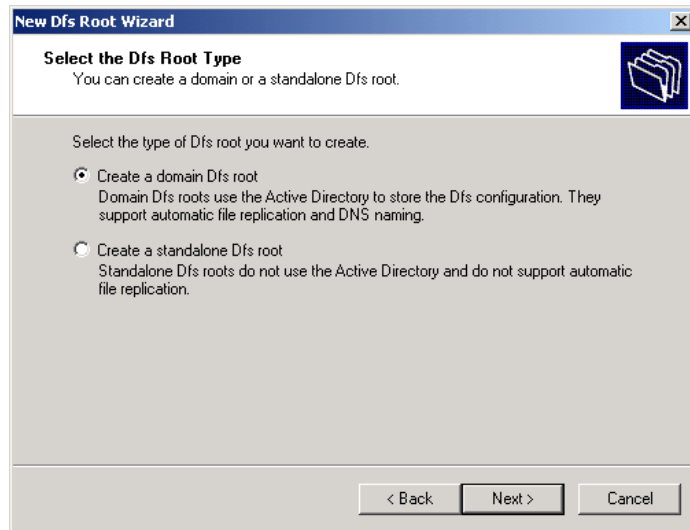 New Dfs Root Wizard
Select the Dfs Root Type
You can create a domain or a standalone Dfs root.
Select the type of Dfs root you want to create.
Create a domain Dfs root
Domain Dfs roots use the Active Directory to store the Dfs configuration. They
support automatic file replication and DNS naming.
Create a standalone Dfs root
Standalone Dfs roots do not use the Active Directory and do not support automatic
file replication.
< Back
Next >
Cancel